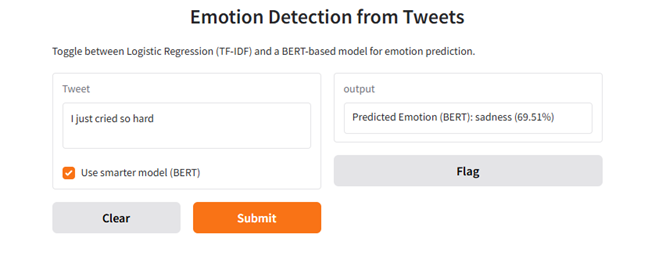 Emotion Detection from Tweets
Toggle between Logistic Regression (TF-IDF) and a BERT-based model for emotion prediction.
Tweet
I just cried so hard
Use smarter model (BERT)
Clear
Submit
output
Predicted Emotion (BERT): sadness (69.51%)
Flag